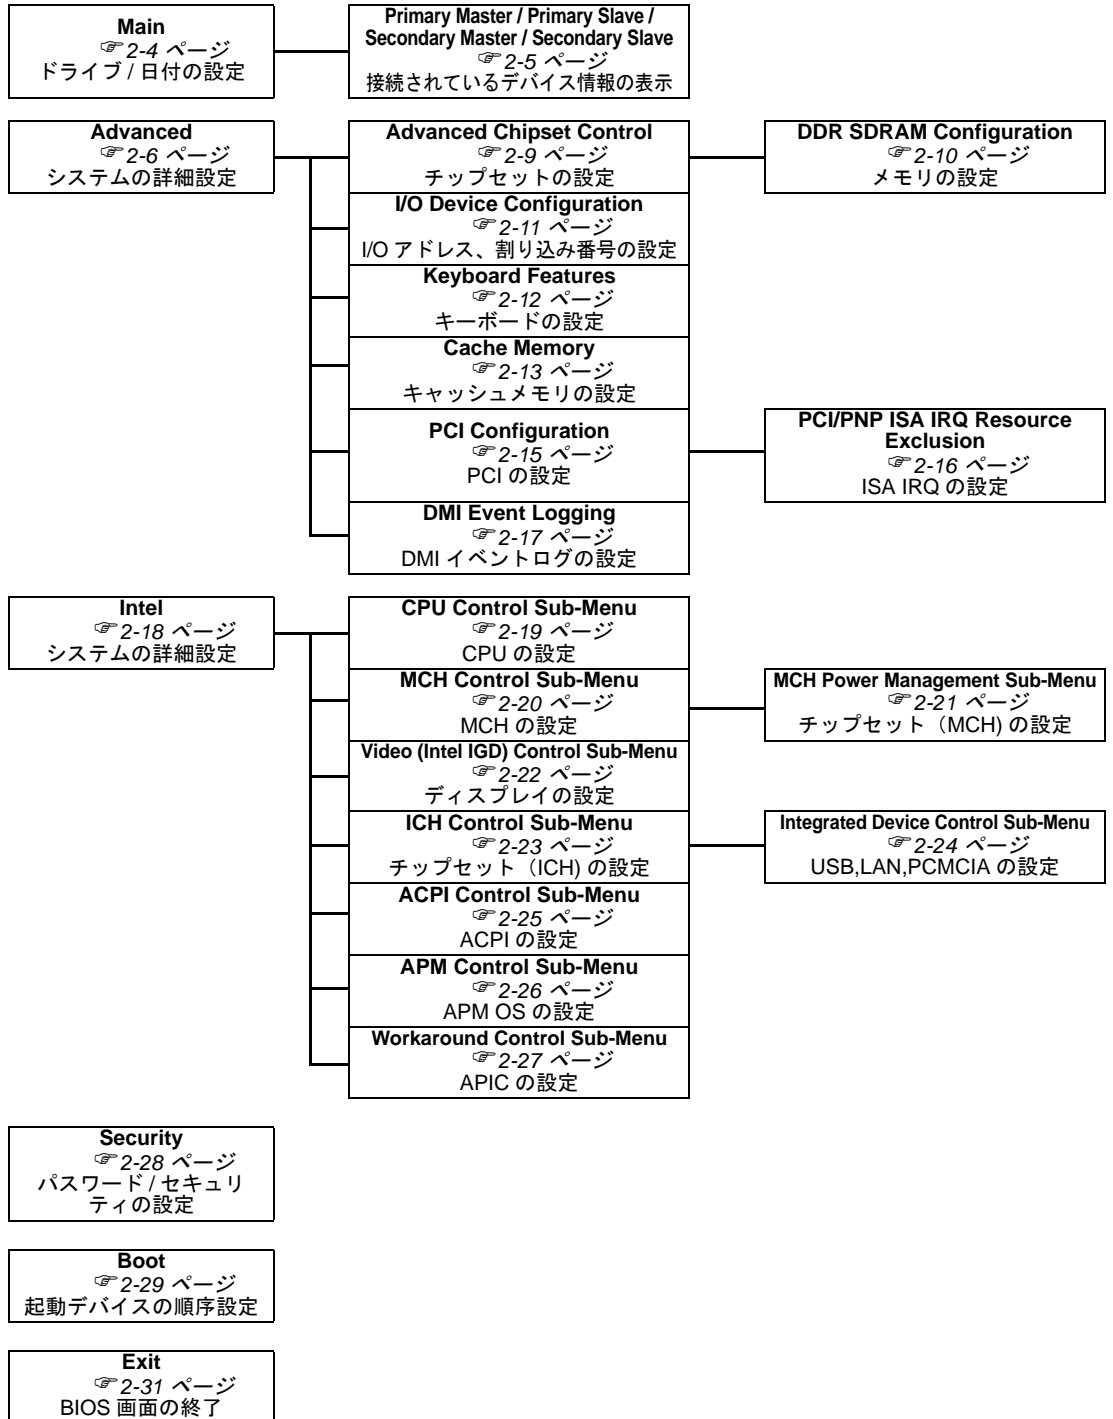 Main
☞ 2-4 ページ
ドライブ / 日付の設定
Primary Master / Primary Slave /
Secondary Master / Secondary Slave
☞ 2-5 ページ
接続されているデバイス情報の表示
Advanced
☞ 2-6 ページ
システムの詳細設定
Advanced Chipset Control
☞ 2-9 ページ
チップセットの設定
DDR SDRAM Configuration
☞ 2-10 ページ
メモリの設定
I/O Device Configuration
☞ 2-11 ページ
I/O アドレス、割り込み番号の設定
Keyboard Features
☞ 2-12 ページ
キーボードの設定
Cache Memory
☞ 2-13 ページ
キャッシュメモリの設定
PCI Configuration
☞ 2-15 ページ
PCI の設定
PCI/PNP ISA IRQ Resource
Exclusion
☞ 2-16 ページ
ISA IRQ の設定
DMI Event Logging
☞ 2-17 ページ
DMI イベントログの設定
Intel
☞ 2-18 ページ
システムの詳細設定
CPU Control Sub-Menu
☞ 2-19 ページ
CPU の設定
MCH Control Sub-Menu
☞ 2-20 ページ
MCH の設定
MCH Power Management Sub-Menu
☞ 2-21 ページ
チップセット（MCH) の設定
Video (Intel IGD) Control Sub-Menu
☞ 2-22 ページ
ディスプレイの設定
ICH Control Sub-Menu
☞ 2-23 ページ
チップセット（ICH) の設定
Integrated Device Control Sub-Menu
☞ 2-24 ページ
USB,LAN,PCMCIA の設定
ACPI Control Sub-Menu
☞ 2-25 ページ
ACPI の設定
APM Control Sub-Menu
☞ 2-26 ページ
APM OS の設定
Workaround Control Sub-Menu
☞ 2-27 ページ
APIC の設定
Security
☞ 2-28 ページ
パスワード / セキュリ
ティの設定
Boot
☞ 2-29 ページ
起動デバイスの順序設定
Exit
☞ 2-31 ページ
BIOS 画面の終了